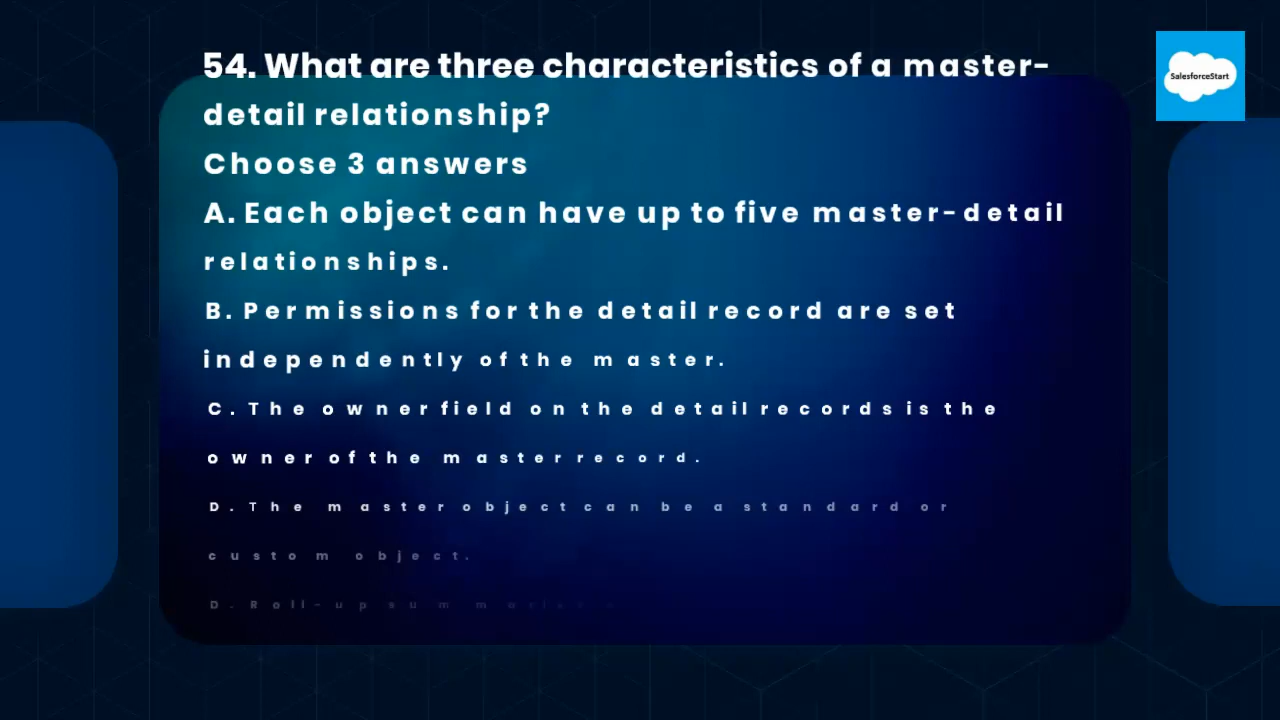 54. What are three characteristics of a master-
detail relationship?
Choose 3 answers
A. Each object can have up to five master-detail
relationships.
B. Permissions for the detail record are set
independently of the master.
C. The owner field on the detail records is the
owner of the master record.
D. The master object can be a standard or
custom object.
D. Roll-up
SalesforceStart